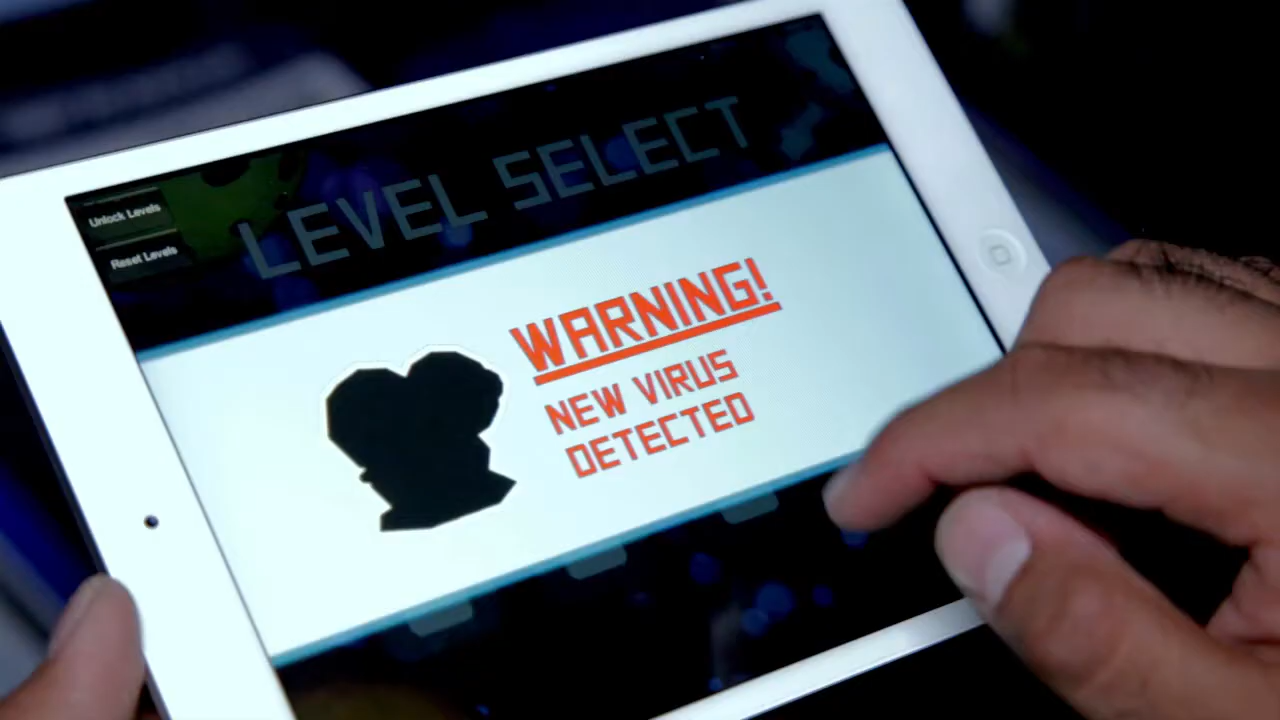 LEVEL SELECT
Unlock Levels
Reset Levels
WARNING!
NEW VIRUS
DETECTED